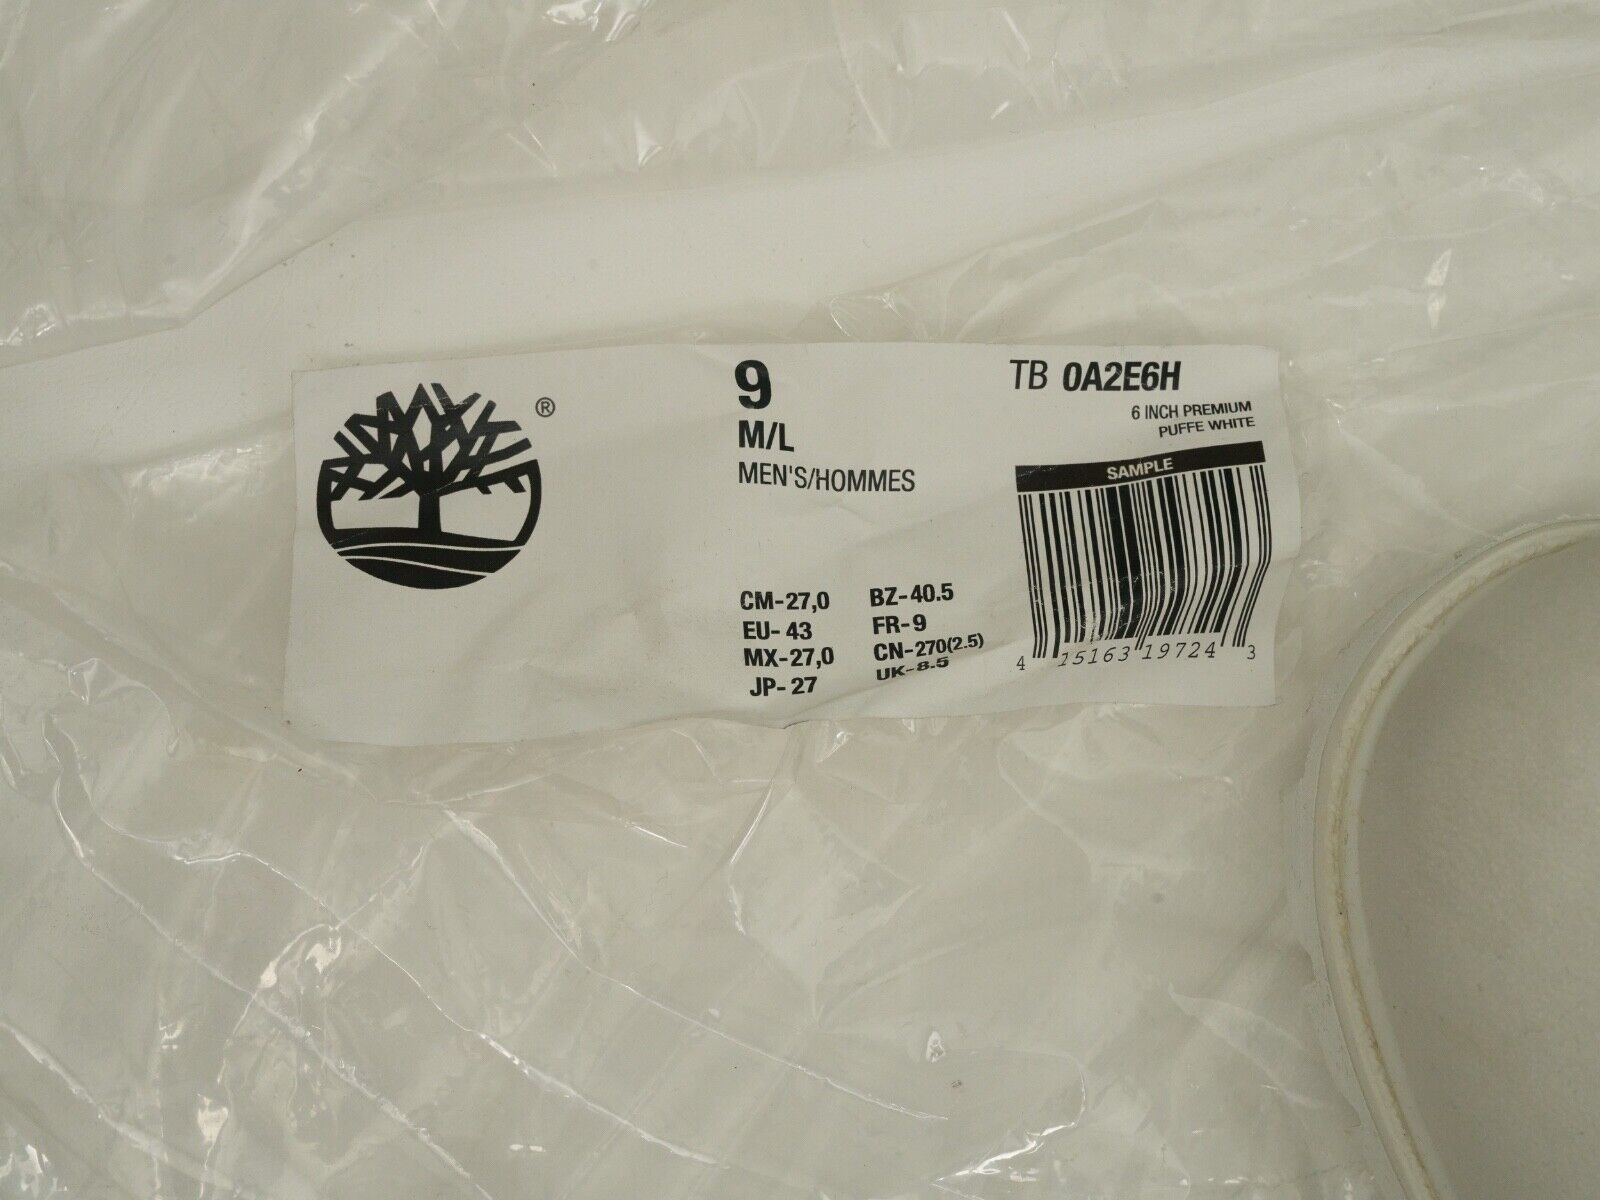 ®
9
M/L
MEN'S/HOMMES
CM-27,0 BZ-40.5
EU- 43 FR-9
MX-27,0 CN-270(2.5)
JP- 27 UK-8.5
TB 0A2E6H
6 INCH PREMIUM
PUFFE WHITE
SAMPLE
4 15163 19724 3